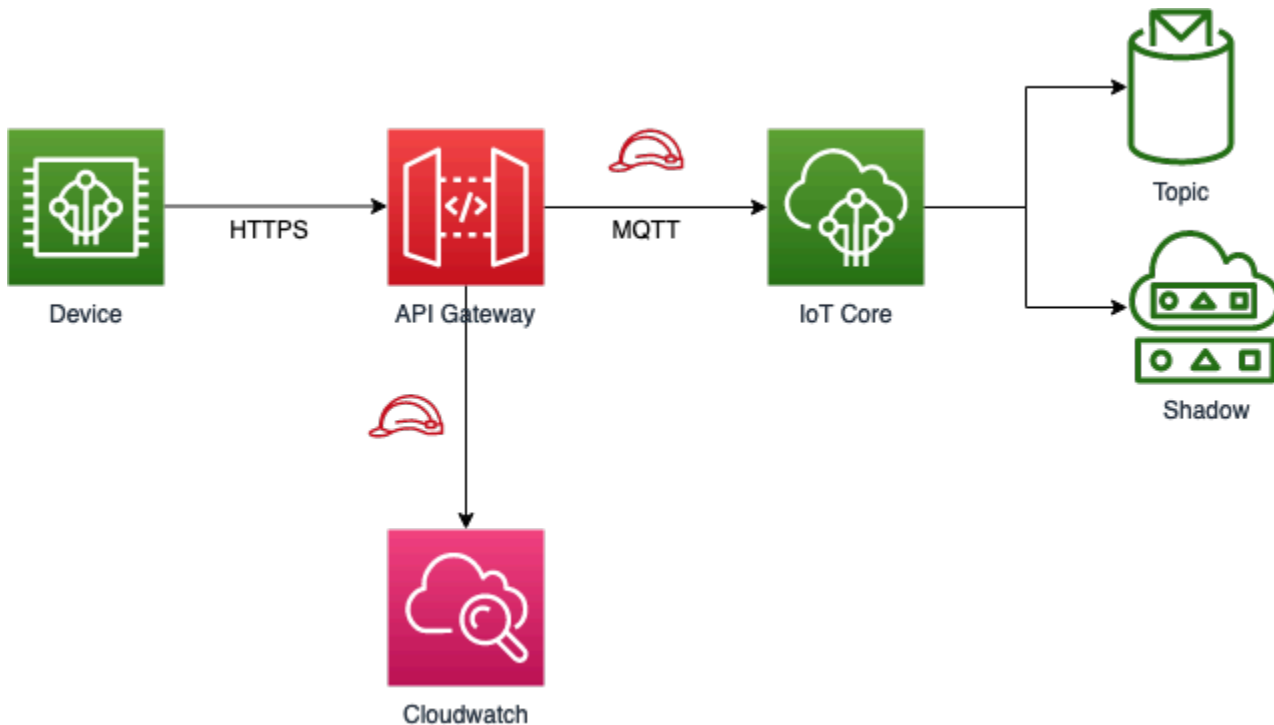 Topic
HTTPS
MQTT
Device
API Gateway
</>
IoT Core
Shadow
Cloudwatch